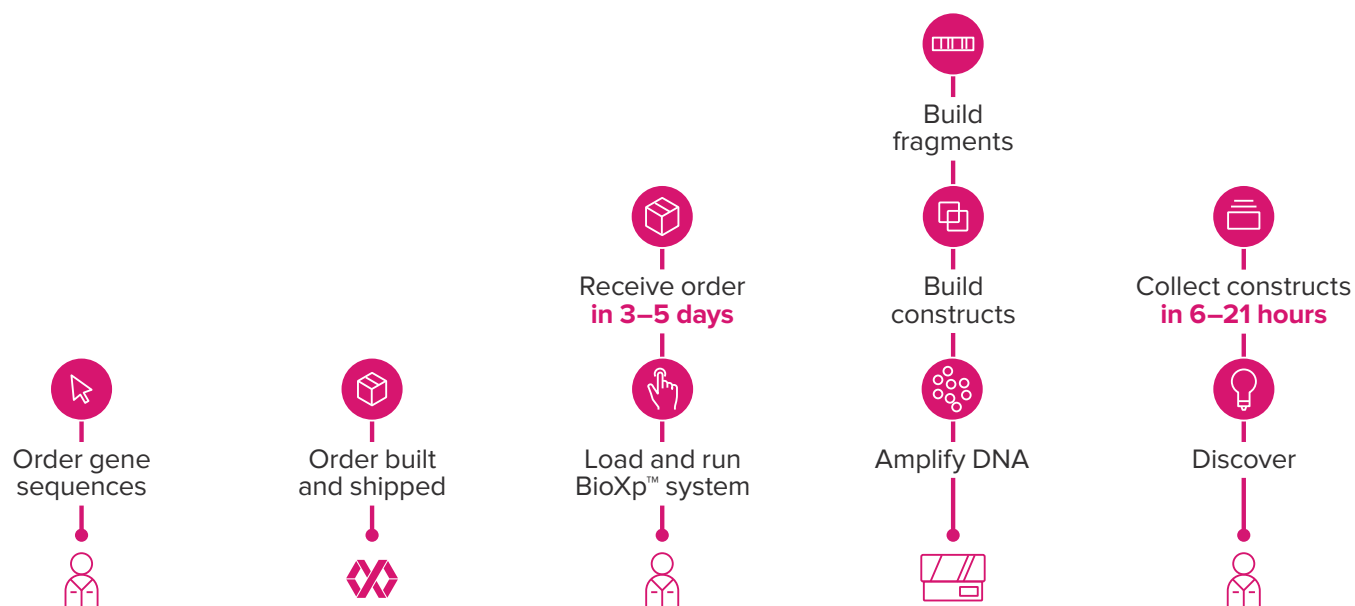 Order gene
sequences
Order built
and shipped
Receive order
in 3–5 days
Load and run
BioXp™ system
Build
fragments
Build
constructs
Amplify DNA
Collect constructs
in 6–21 hours
Discover